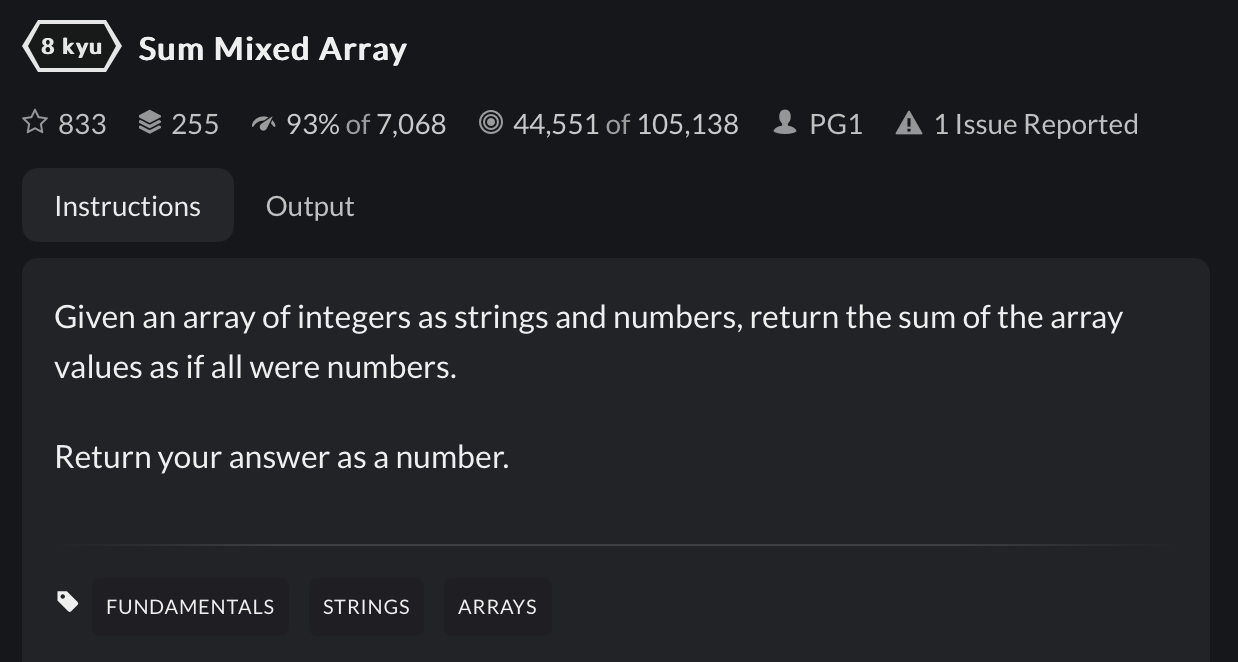 8 kyu Sum Mixed Array
833 255 93% of 7,068 44,551 of 105,138 PG1 1 Issue Reported
Instructions Output
Given an array of integers as strings and numbers, return the sum of the array
values as if all were numbers.
Return your answer as a number.
FUNDAMENTALS STRINGS ARRAYS